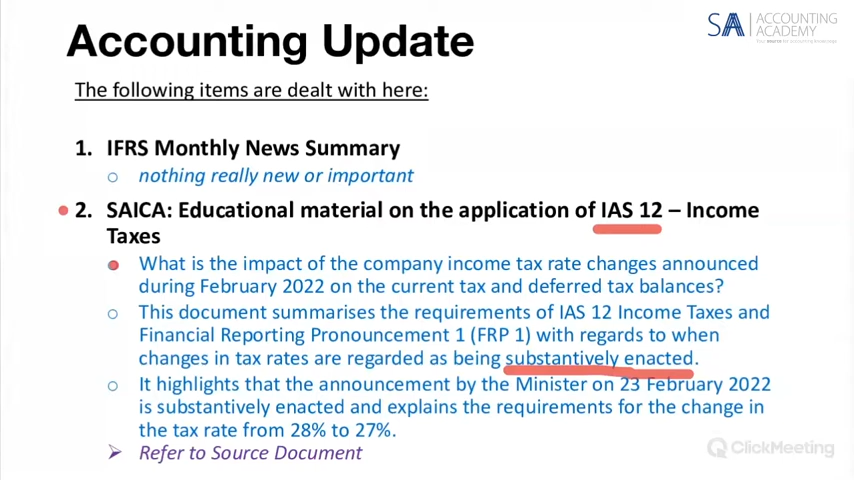 Accounting Update
SAA ACCOUNTING
ACADEMY
The following items are dealt with here:
1. IFRS Monthly News Summary
o nothing really new or important
2. SAICA: Educational material on the application of IAS 12 – Income
Taxes
What is the impact of the company income tax rate changes announced
during February 2022 on the current tax and deferred tax balances?
o This document summarises the requirements of IAS 12 Income Taxes and
Financial Reporting Pronouncement 1 (FRP 1) with regards to when
changes in tax rates are regarded as being substantively enacted.
o It highlights that the announcement by the Minister on 23 February 2022
is substantively enacted and explains the requirements for the change in
the tax rate from 28% to 27%.
➢ Refer to Source Document
ClickMeeting